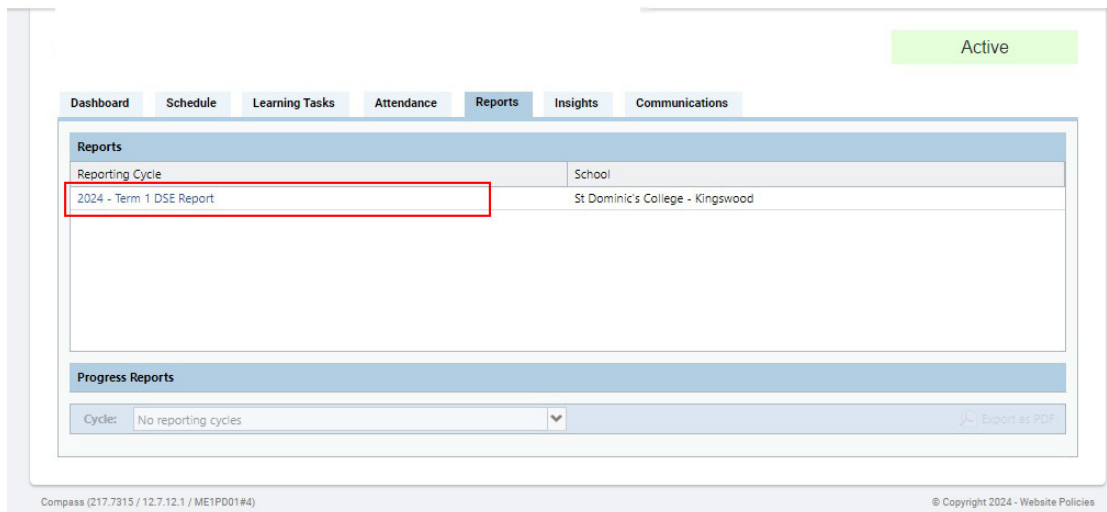 Active
Dashboard Schedule Learning Tasks Attendance Reports Insights Communications
Reports
Reporting Cycle School
2024 - Term 1 DSE Report St Dominic's College - Kingswood
Progress Reports
Cycle: No reporting cycles Export as PDF
Compass (217.7315 / 12.7.12.1 / ME1PD01#4) © Copyright 2024 - Website Policies